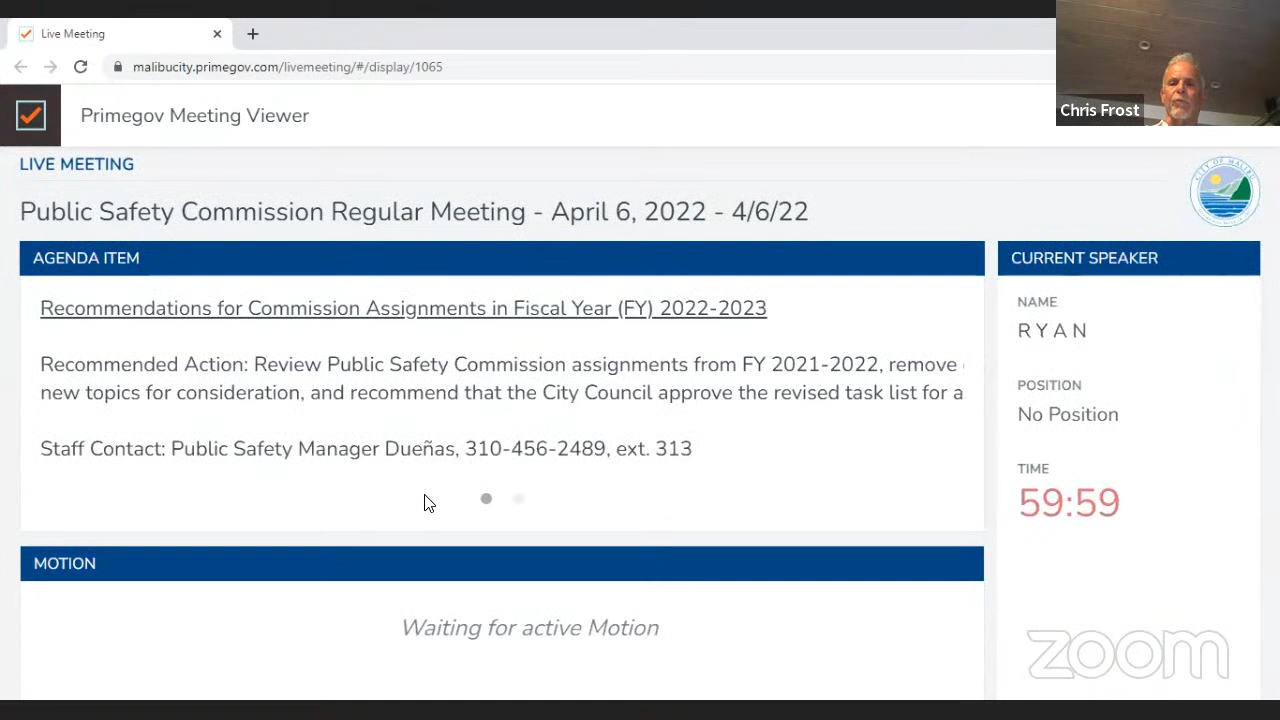 Live Meeting
malibucity.primegov.com/livemeeting/#/display/1065
Chris Frost
Primegov Meeting Viewer
LIVE MEETING
CITY OF MALIBU
Public Safety Commission Regular Meeting - April 6, 2022 - 4/6/22
AGENDA ITEM
Recommendations for Commission Assignments in Fiscal Year (FY) 2022-2023
Recommended Action: Review Public Safety Commission assignments from FY 2021-2022, remove
new topics for consideration, and recommend that the City Council approve the revised task list for a
Staff Contact: Public Safety Manager Dueñas, 310-456-2489, ext. 313
CURRENT SPEAKER
NAME
R Y A N
POSITION
No Position
TIME
59:59
MOTION
Waiting for active Motion
zoom